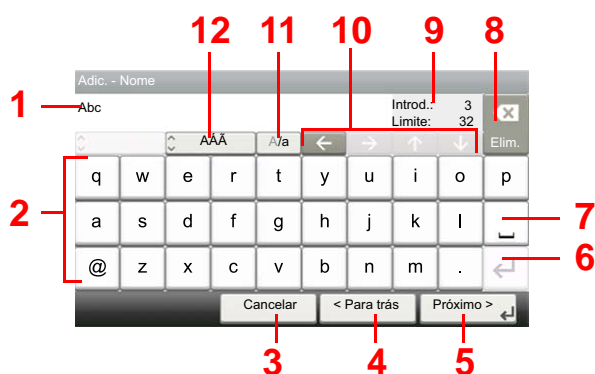 12 11 10 9 8
Adic. - Nome
1 Abc Introd.: 3
Limite: 32
AÁÃ A/a ← → ↑ ↓ Elim.
2 q w e r t y u i o p
a s d f g h j k l 7
@ z x c v b n m . 6
Cancelar < Para trás Próximo >
3 4 5